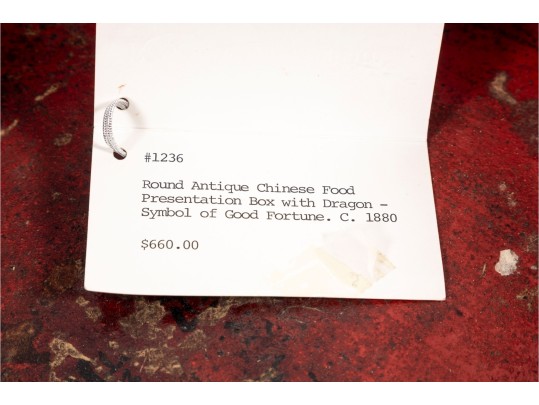 #1236
Round Antique Chinese Food
Presentation Box with Dragon -
Symbol of Good Fortune. C. 1880
$660.00